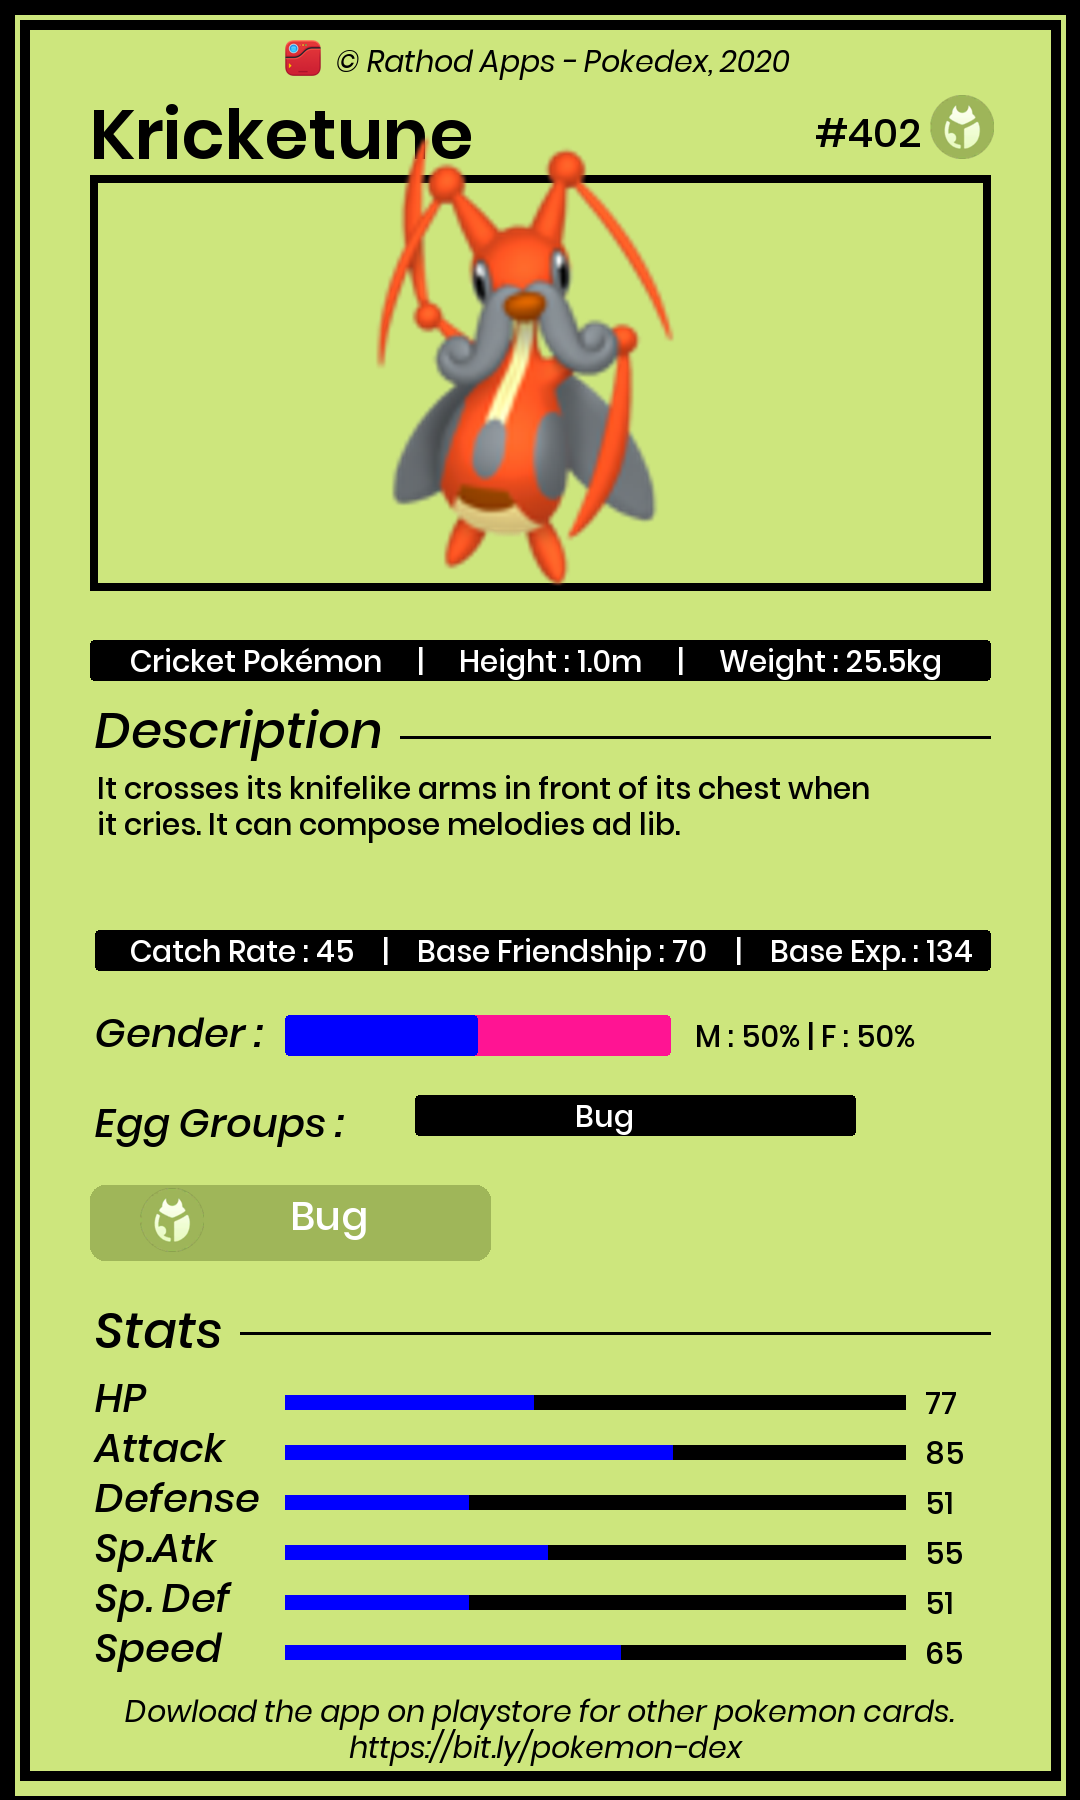 © Rathod Apps - Pokedex, 2020
Kricketune #402
Cricket Pokémon | Height : 1.0m | Weight : 25.5kg
Description
It crosses its knifelike arms in front of its chest when
it cries. It can compose melodies ad lib.
Catch Rate : 45 | Base Friendship : 70 | Base Exp. : 134
Gender : M : 50% | F : 50%
Egg Groups : Bug
Bug
Stats
HP 77
Attack 85
Defense 51
Sp.Atk 55
Sp. Def 51
Speed 65
Dowload the app on playstore for other pokemon cards.
https://bit.ly/pokemon-dex